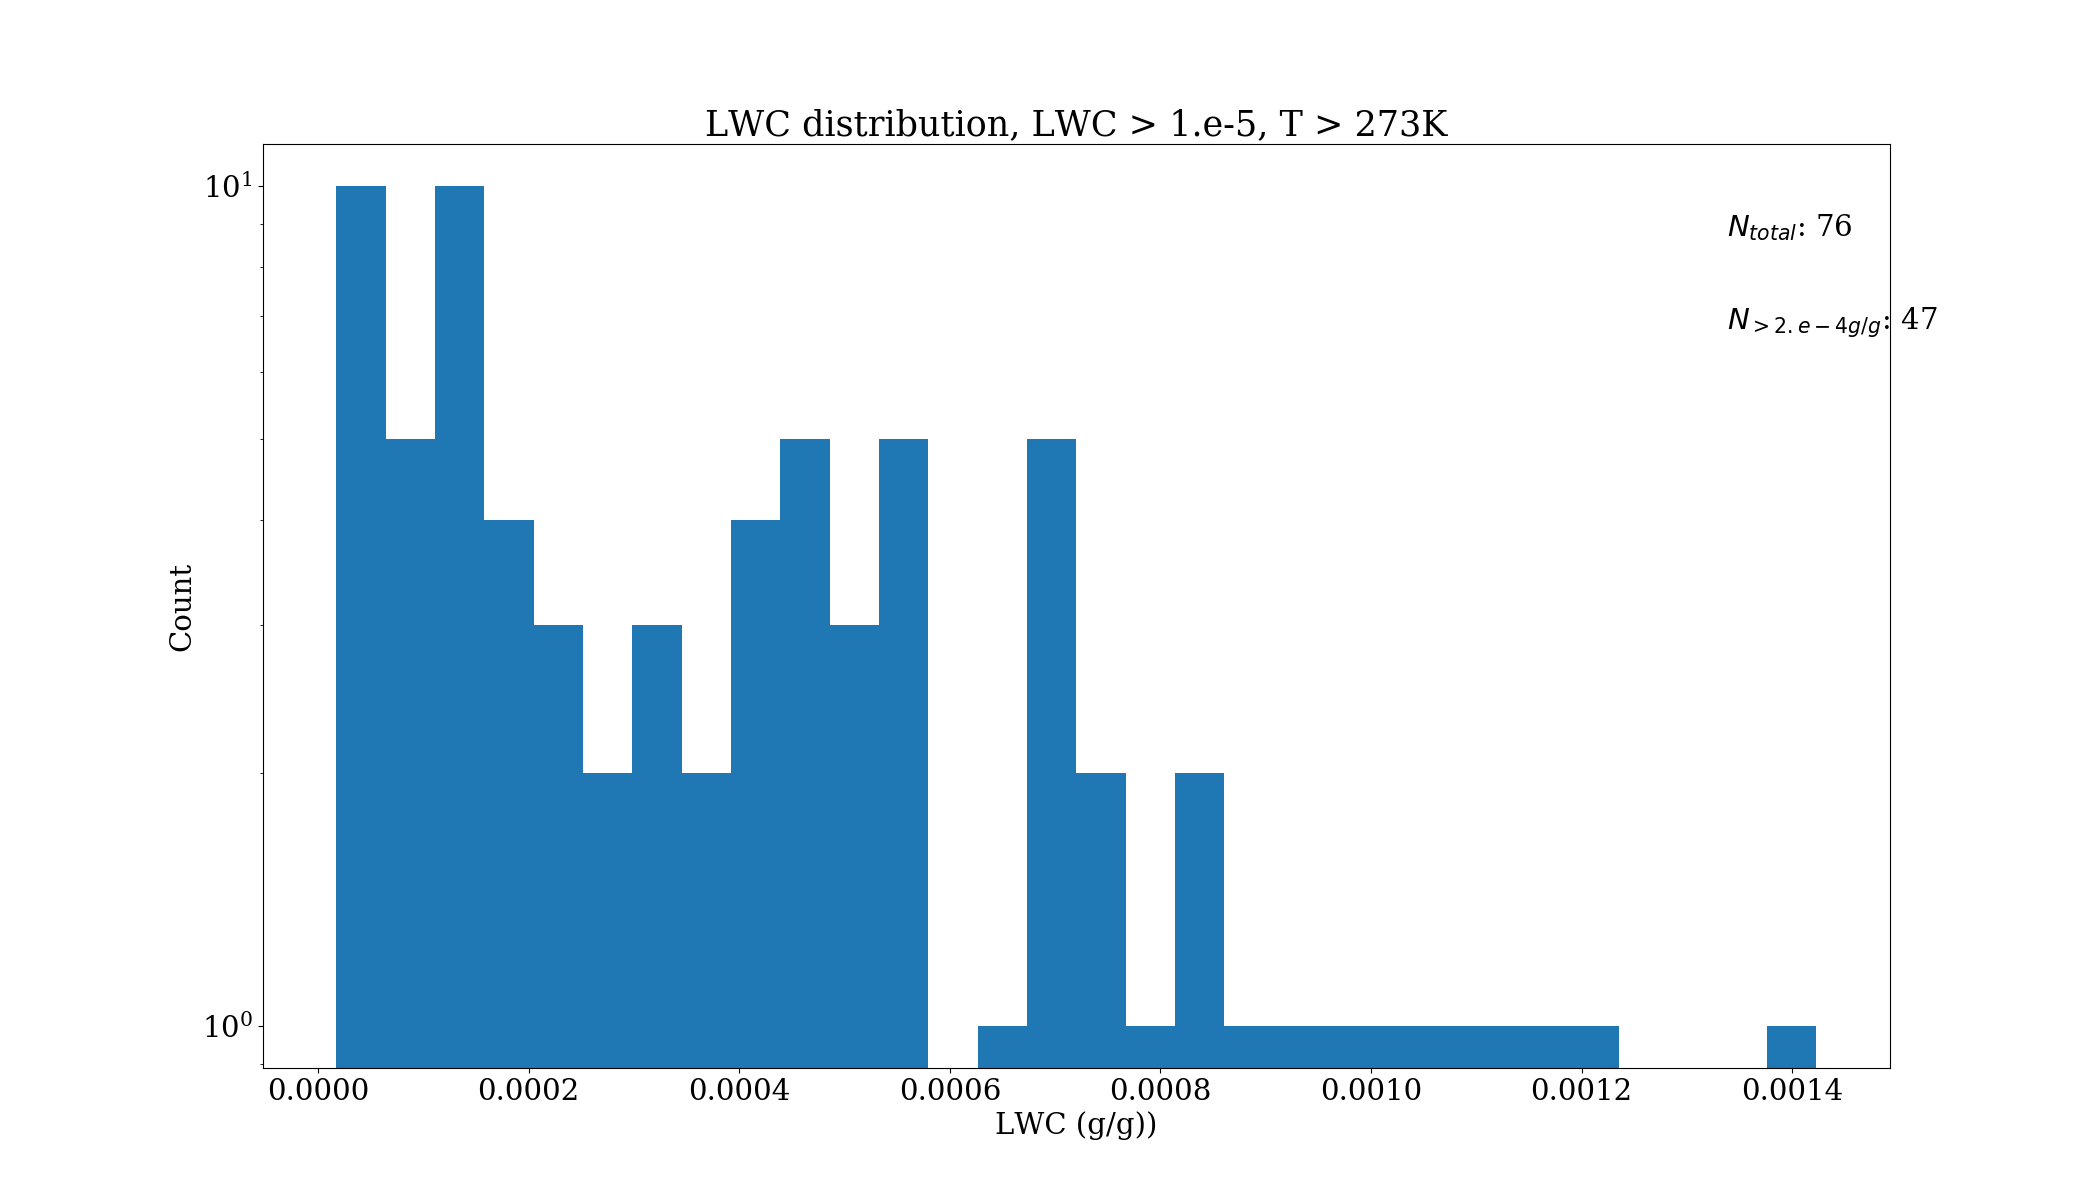 LWC distribution, LWC > 1.e-5, T > 273K
10¹
N_total: 76
N_>2.e−4g/g: 47
Count
10⁰
0.0000 0.0002 0.0004 0.0006 0.0008 0.0010 0.0012 0.0014
LWC (g/g))